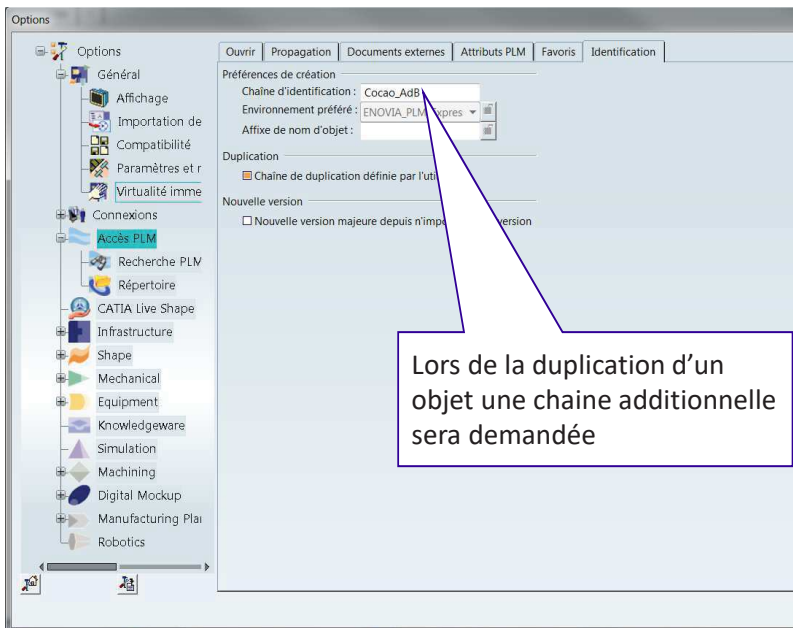 Options
Options
Général
Affichage
Importation de
Compatibilité
Paramètres et r
Virtualité imme
Connexions
Accès PLM
Recherche PLM
Répertoire
CATIA Live Shape
Infrastructure
Shape
Mechanical
Equipment
Knowledgeware
Simulation
Machining
Digital Mockup
Manufacturing Plan
Robotics
Ouvrir Propagation Documents externes Attributs PLM Favoris Identification
Préférences de création
Chaîne d'identification : Cocao_AdB
Environnement préféré : ENOVIA_PLM Expres
Affixe de nom d'objet :
Duplication
Chaîne de duplication définie par l'uti
Nouvelle version
Nouvelle version majeure depuis n'impo version
Lors de la duplication d'un
objet une chaine additionnelle
sera demandée